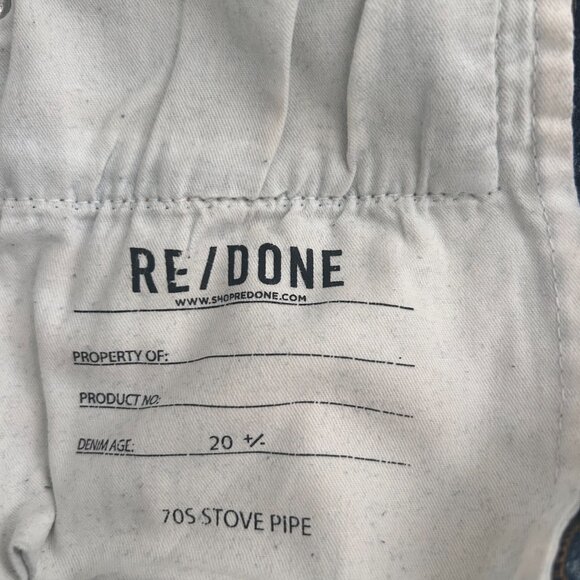 RE/DONE
WWW.SHOPREDONE.COM
PROPERTY OF:
PRODUCT NO:
DENIM AGE: 20 +/-
70S STOVE PIPE